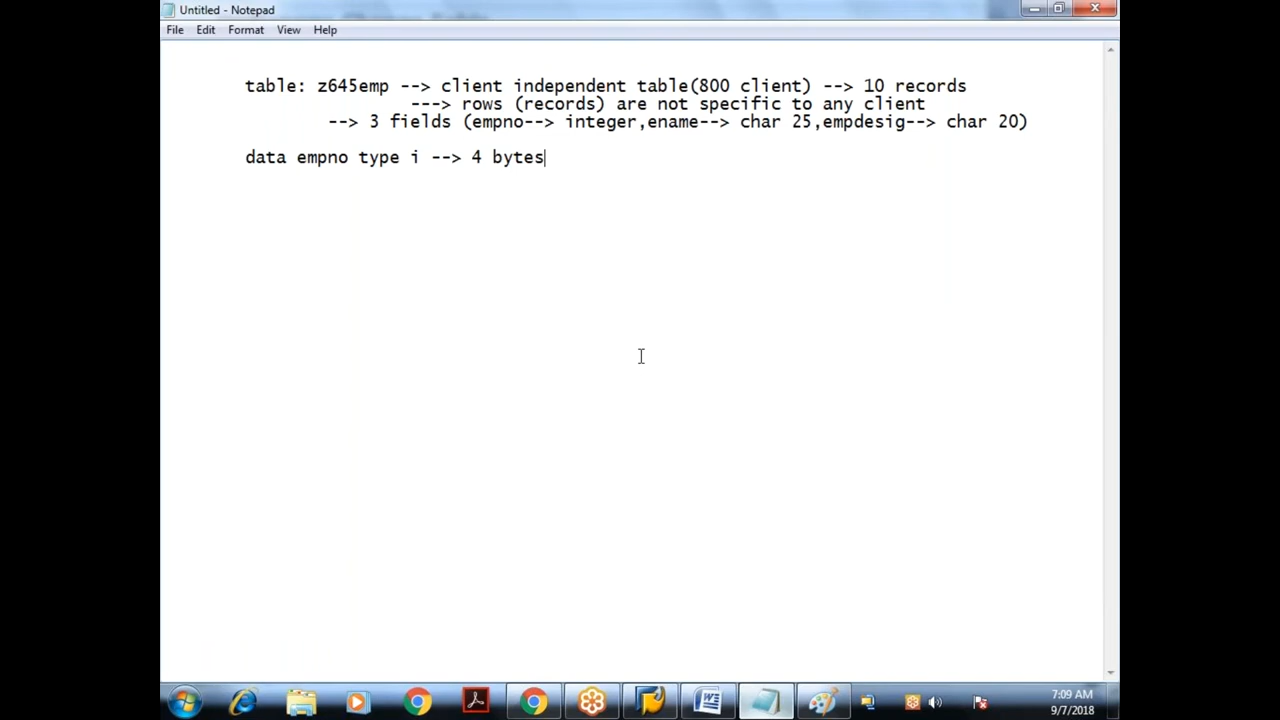 Untitled - Notepad
File Edit Format View Help
table: z645emp --> client independent table(800 client) --> 10 records
---> rows (records) are not specific to any client
--> 3 fields (empno--> integer,ename--> char 25,empdesig--> char 20)
data empno type i --> 4 bytes
7:09 AM
9/7/2018